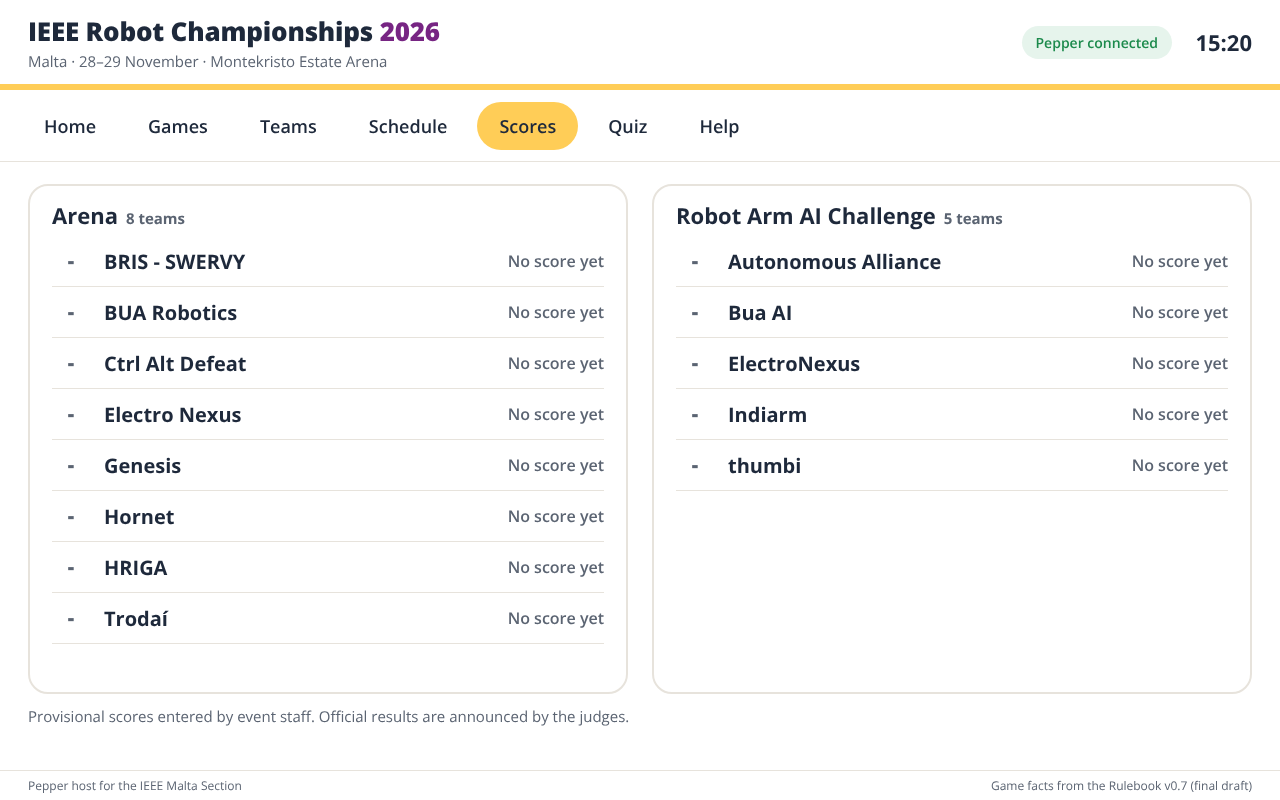 IEEE Robot Championships 2026
Malta · 28–29 November · Montekristo Estate Arena
Pepper connected
15:20
Home
Games
Teams
Schedule
Scores
Quiz
Help
Arena 8 teams
- BRIS - SWERVY No score yet
- BUA Robotics No score yet
- Ctrl Alt Defeat No score yet
- Electro Nexus No score yet
- Genesis No score yet
- Hornet No score yet
- HRIGA No score yet
- Trodaí No score yet
Robot Arm AI Challenge 5 teams
- Autonomous Alliance No score yet
- Bua AI No score yet
- ElectroNexus No score yet
- Indiarm No score yet
- thumbi No score yet
Provisional scores entered by event staff. Official results are announced by the judges.
Pepper host for the IEEE Malta Section
Game facts from the Rulebook v0.7 (final draft)